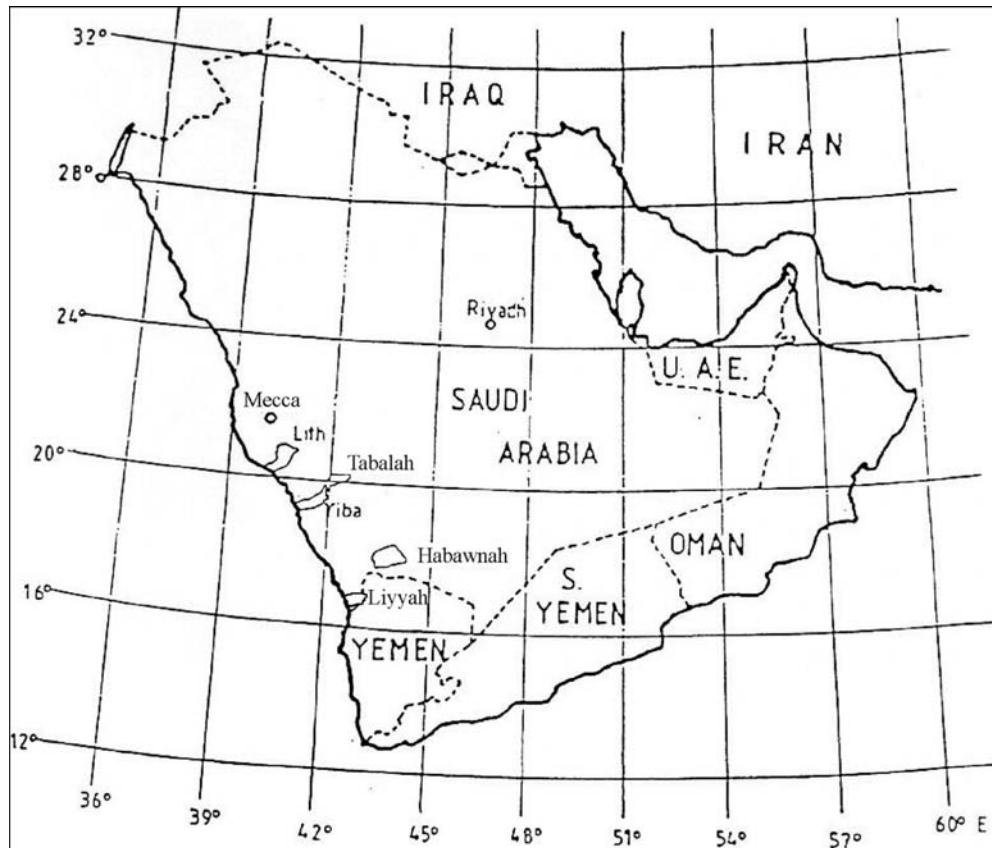 32°
IRAQ
IRAN
28°
Riyadh
24°
U. A. E.
Mecca
SAUDI
Lith
ARABIA
20°
Tabalah
Yiba
OMAN
Habawnah
S.
YEMEN
16°
Liyyah
YEMEN
12°
36°
39°
42°
45°
48°
51°
54°
57°
60° E